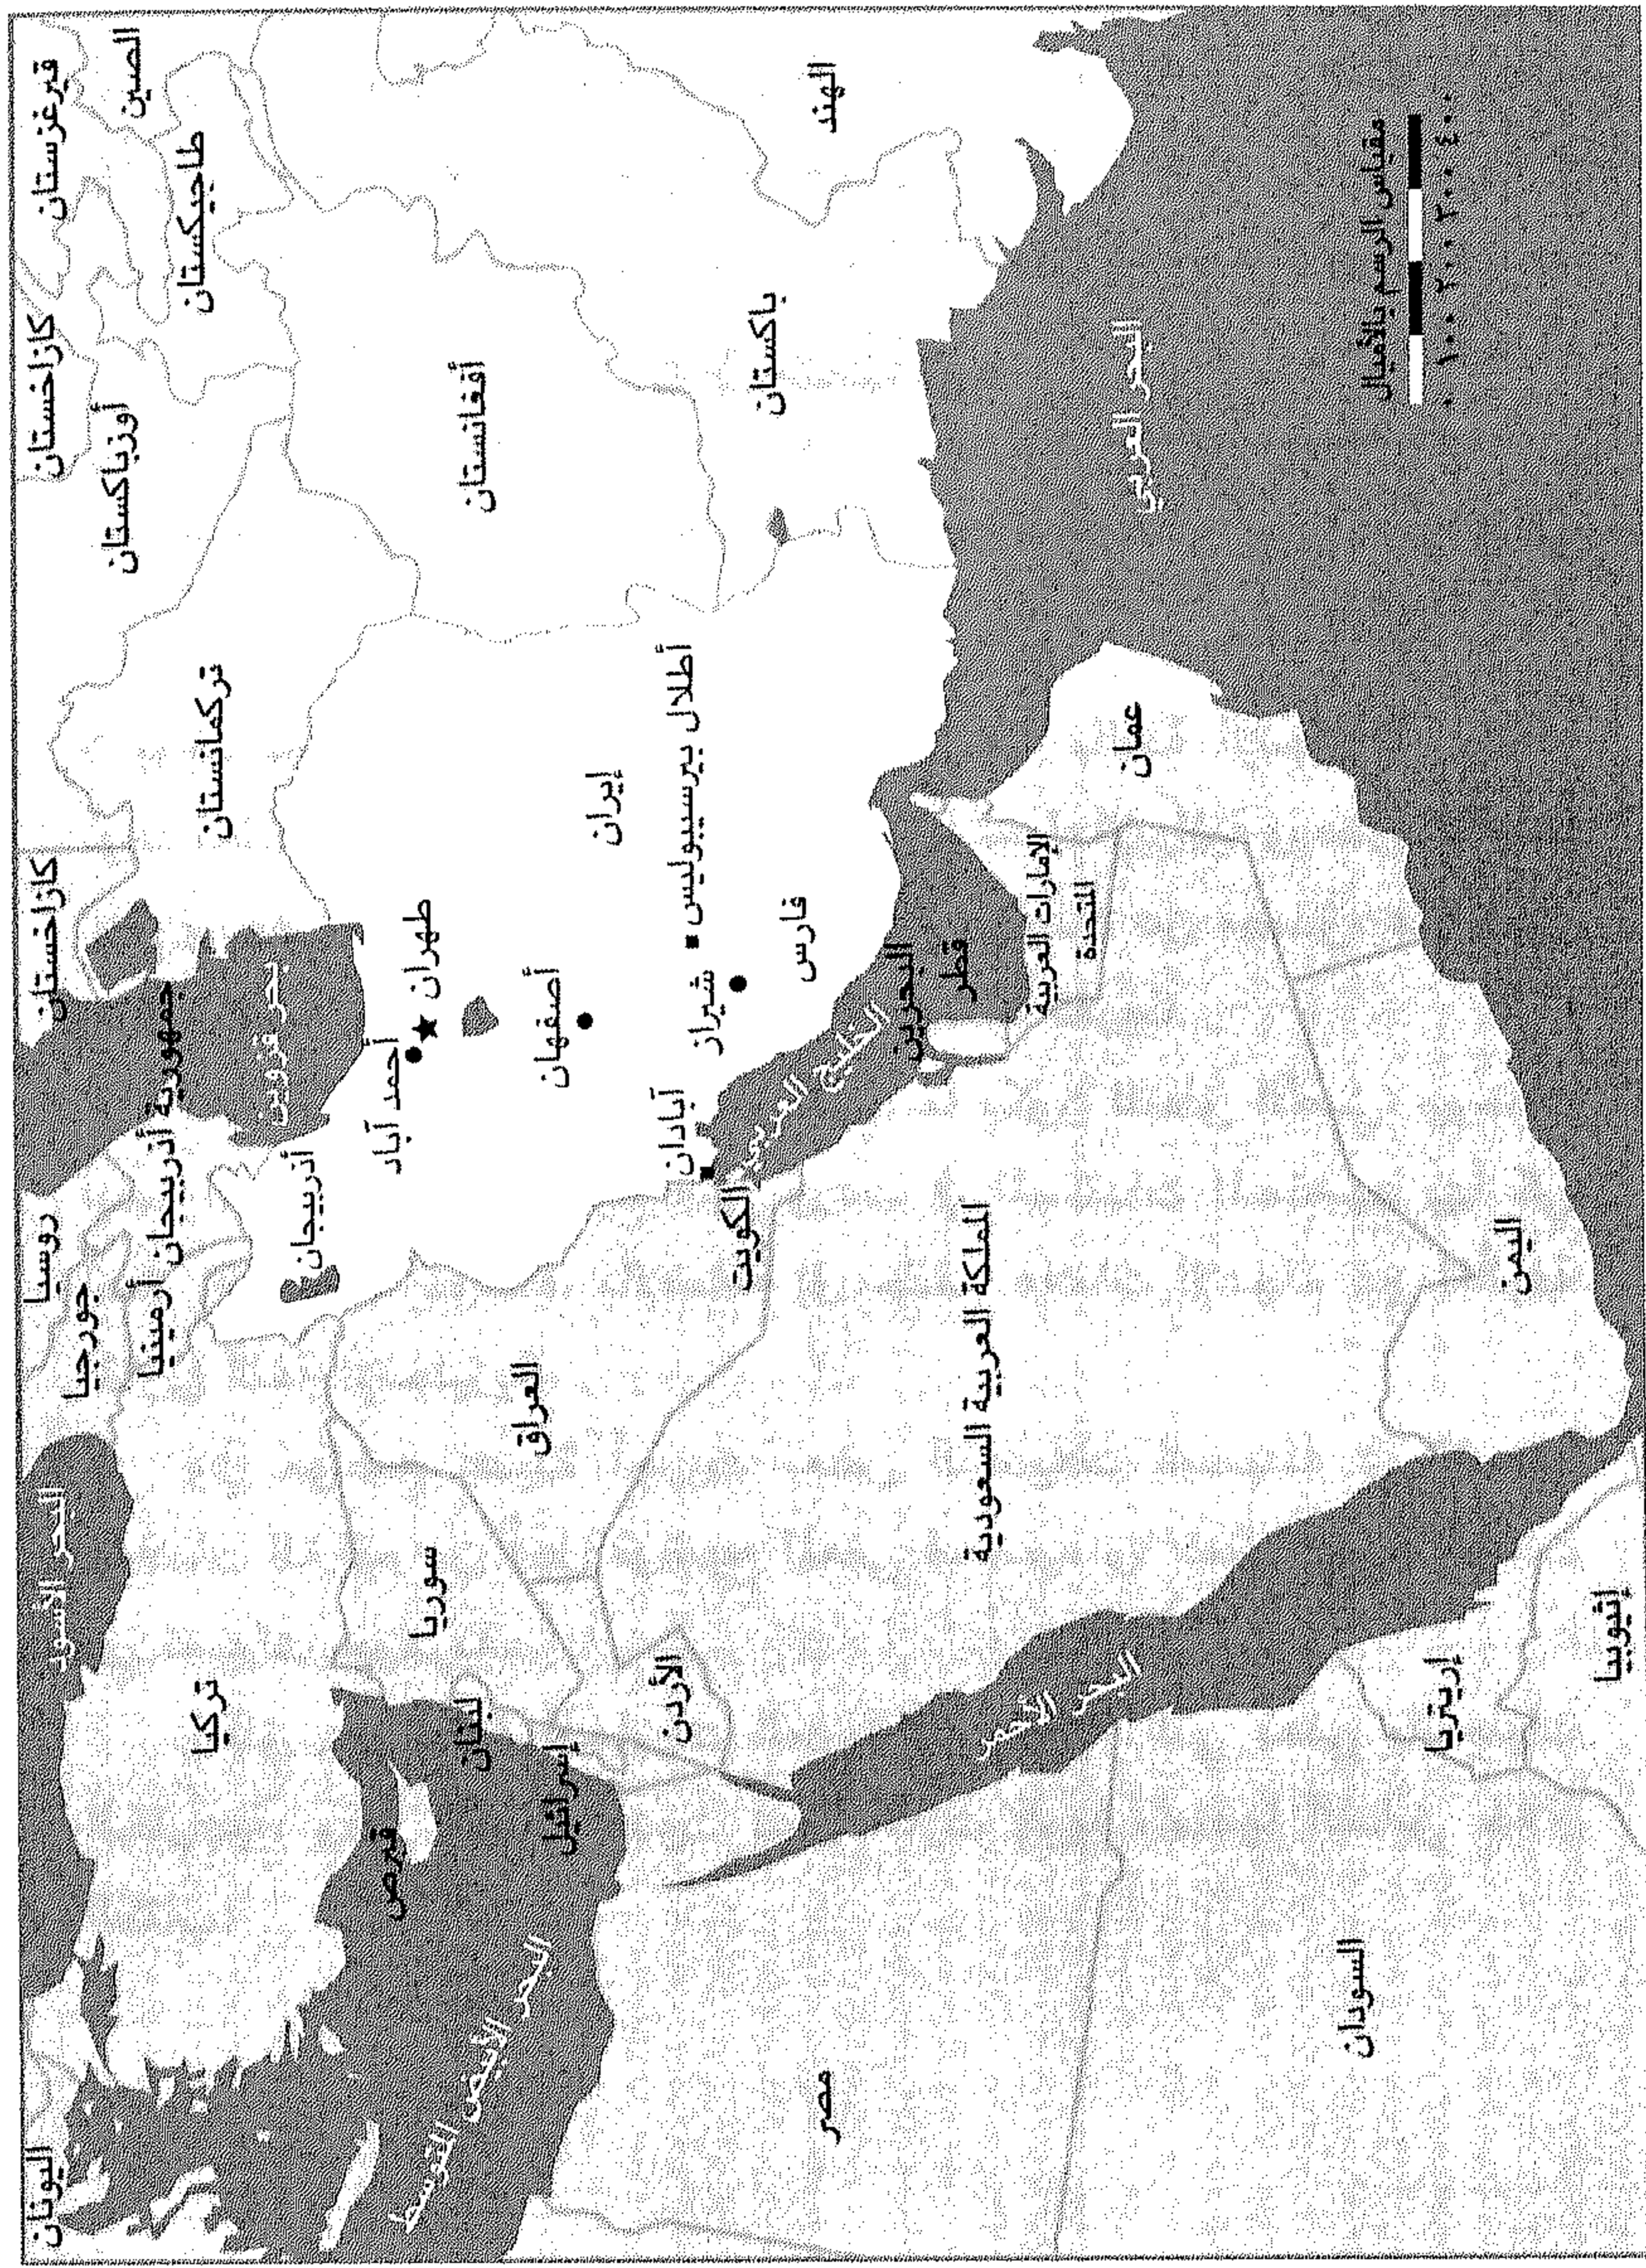 اليونان
البحر الأسود
روسيا
جورجيا
أرمينيا
جمهورية أذربيجان
كازاخستان
كازاخستان
قيرغزستان
الصين
أوزباكستان
طاجيكستان
تركيا
بحر قزوين
تركمانستان
أذربيجان
قبرص
سوريا
أحمد آباد
طهران
أفغانستان
البحر الأبيض المتوسط
لبنان
إسرائيل
العراق
أصفهان
إيران
الأردن
آبادان
شيراز
أطلال بيرسيبوليس
الكويت
فارس
باكستان
الهند
مصر
الخليج العربي
البحرين
قطر
المملكة العربية السعودية
الإمارات العربية
المتحدة
البحر الأحمر
عمان
البحر العربي
السودان
إريتريا
اليمن
إثيوبيا
مقياس الرسم بالأميال
٠ ١٠٠ ٢٠٠ ٣٠٠ ٤٠٠